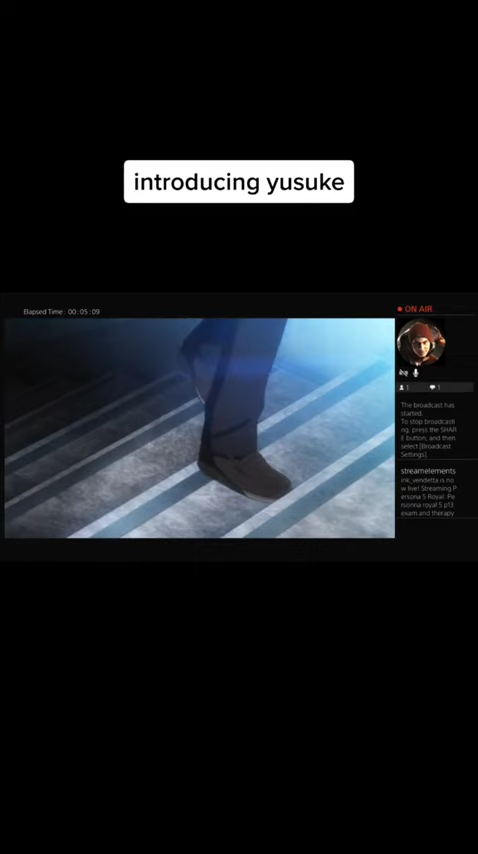 introducing yusuke
Elapsed Time : 00:05:09
ON AIR
1
1
The broadcast has
started.
To stop broadcasti
ng, press the SHAR
E button, and then
select [Broadcast
Settings]
streamelements
ink_vendetta is no
w live! Streaming P
ersona 5 Royal: Pe
rsonna royal 5 p13
exam and therapy